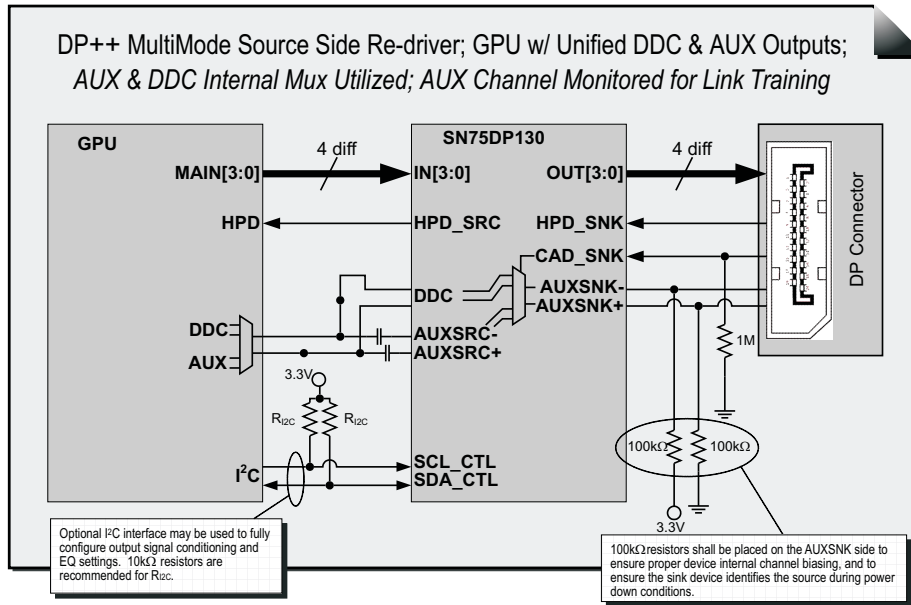 DP++ MultiMode Source Side Re-driver; GPU w/ Unified DDC & AUX Outputs;
AUX & DDC Internal Mux Utilized; AUX Channel Monitored for Link Training
GPU
SN75DP130
MAIN[3:0]
4 diff
IN[3:0]
OUT[3:0]
4 diff
HPD
HPD_SRC
HPD_SNK
CAD_SNK
DP Connector
DDC
AUXSNK-
AUXSNK+
DDC
AUXSRC-
AUXSRC+
AUX
1M
3.3V
RI2C
RI2C
100kΩ
100kΩ
I2C
SCL_CTL
SDA_CTL
3.3V
Optional I2C interface may be used to fully
configure output signal conditioning and
EQ settings. 10kΩ resistors are
recommended for RI2C.
100kΩ resistors shall be placed on the AUXSNK side to
ensure proper device internal channel biasing, and to
ensure the sink device identifies the source during power
down conditions.